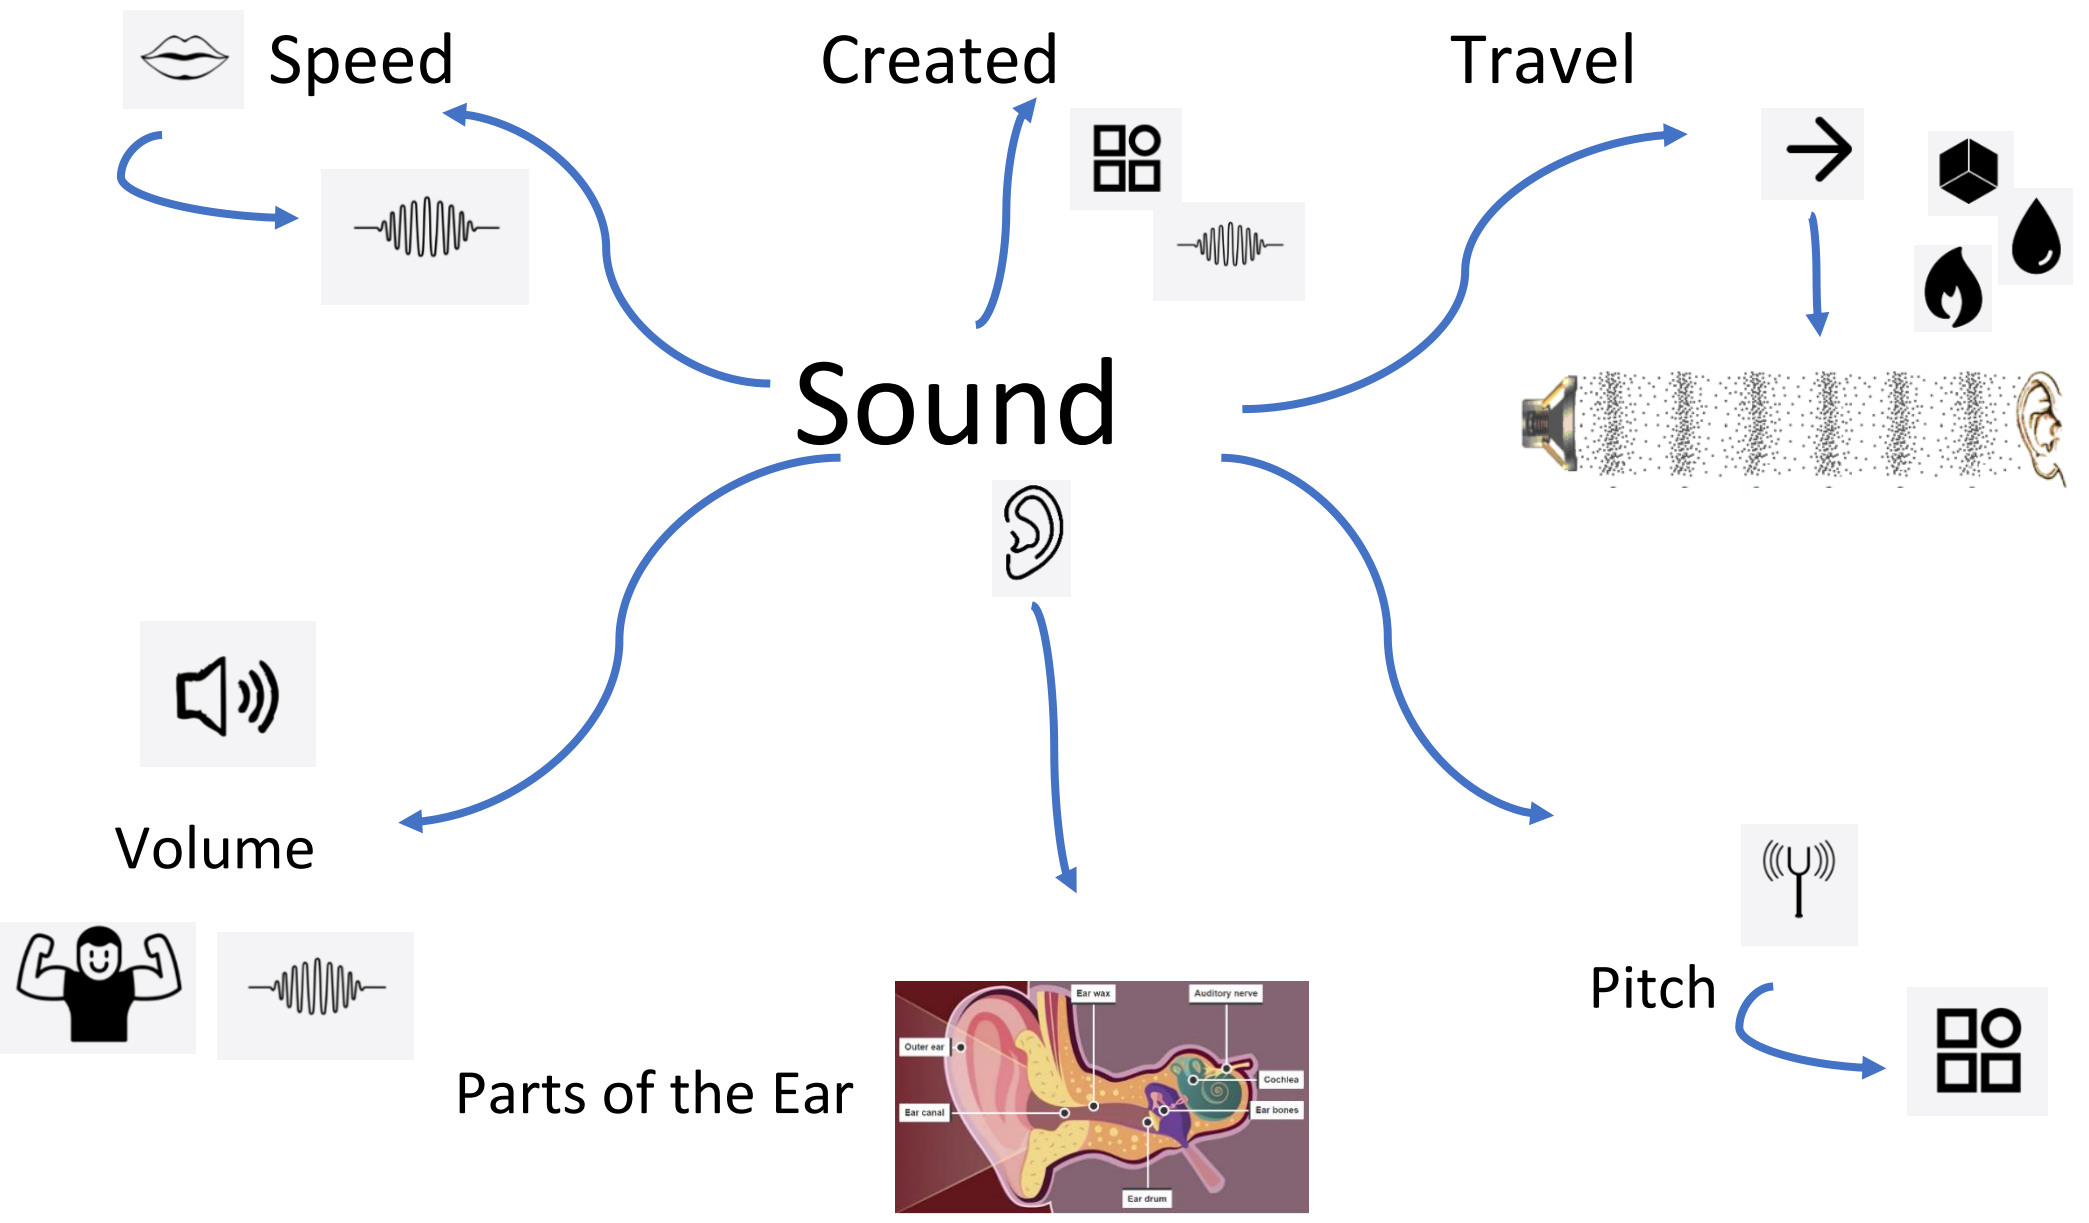 Speed
Created
Travel
Sound
Volume
Pitch
Parts of the Ear
Ear wax
Auditory nerve
Outer ear
Cochlea
Ear canal
Ear bones
Ear drum